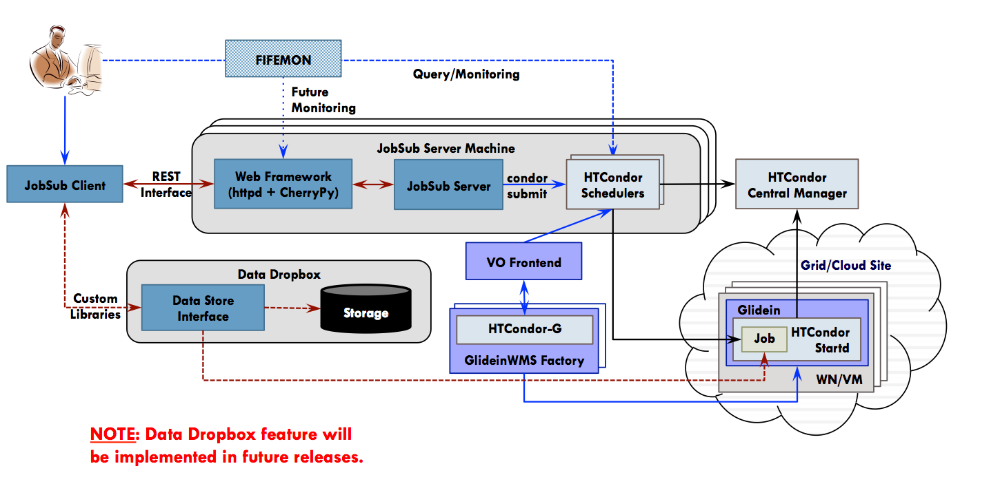 FIFEMON
Query/Monitoring
Future
Monitoring
JobSub Server Machine
JobSub Client
REST
Interface
Web Framework
(httpd + CherryPy)
JobSub Server
condor
submit
HTCondor
Schedulers
HTCondor
Central Manager
VO Frontend
Grid/Cloud Site
Data Dropbox
Custom
Libraries
Data Store
Interface
Storage
HTCondor-G
GlideinWMS Factory
Glidein
Job
HTCondor
Startd
WN/VM
NOTE: Data Dropbox feature will
be implemented in future releases.